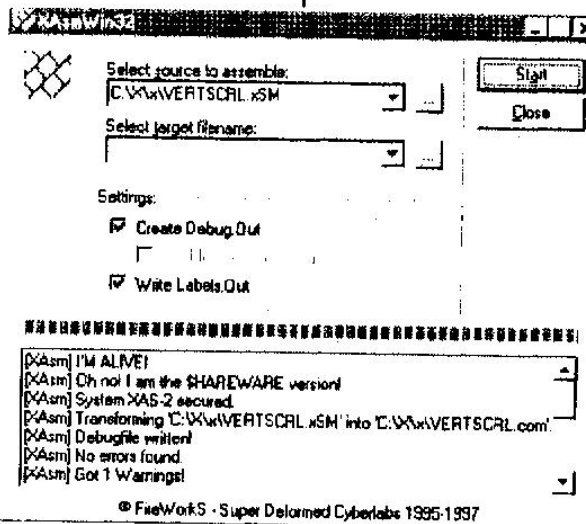 XAsmWin32
Select source to assemble:
C:\X\x\VERTSCRL.xSM
...
Start
Close
Select target filename:
...
Settings:
Create Debug.Out
Write Labels.Out
[XAsm] I'M ALIVE!
[XAsm] Oh no! I am the $HAREWARE version!
[XAsm] System XAS-2 secured.
[XAsm] Transforming 'C:\X\x\VERTSCRL.xSM' into 'C:\X\x\VERTSCRL.com'.
[XAsm] Debugfile written!
[XAsm] No errors found.
[XAsm] Got 1 Warnings!
© FireWorkS - Super Deformed Cyberlabs 1995-1997